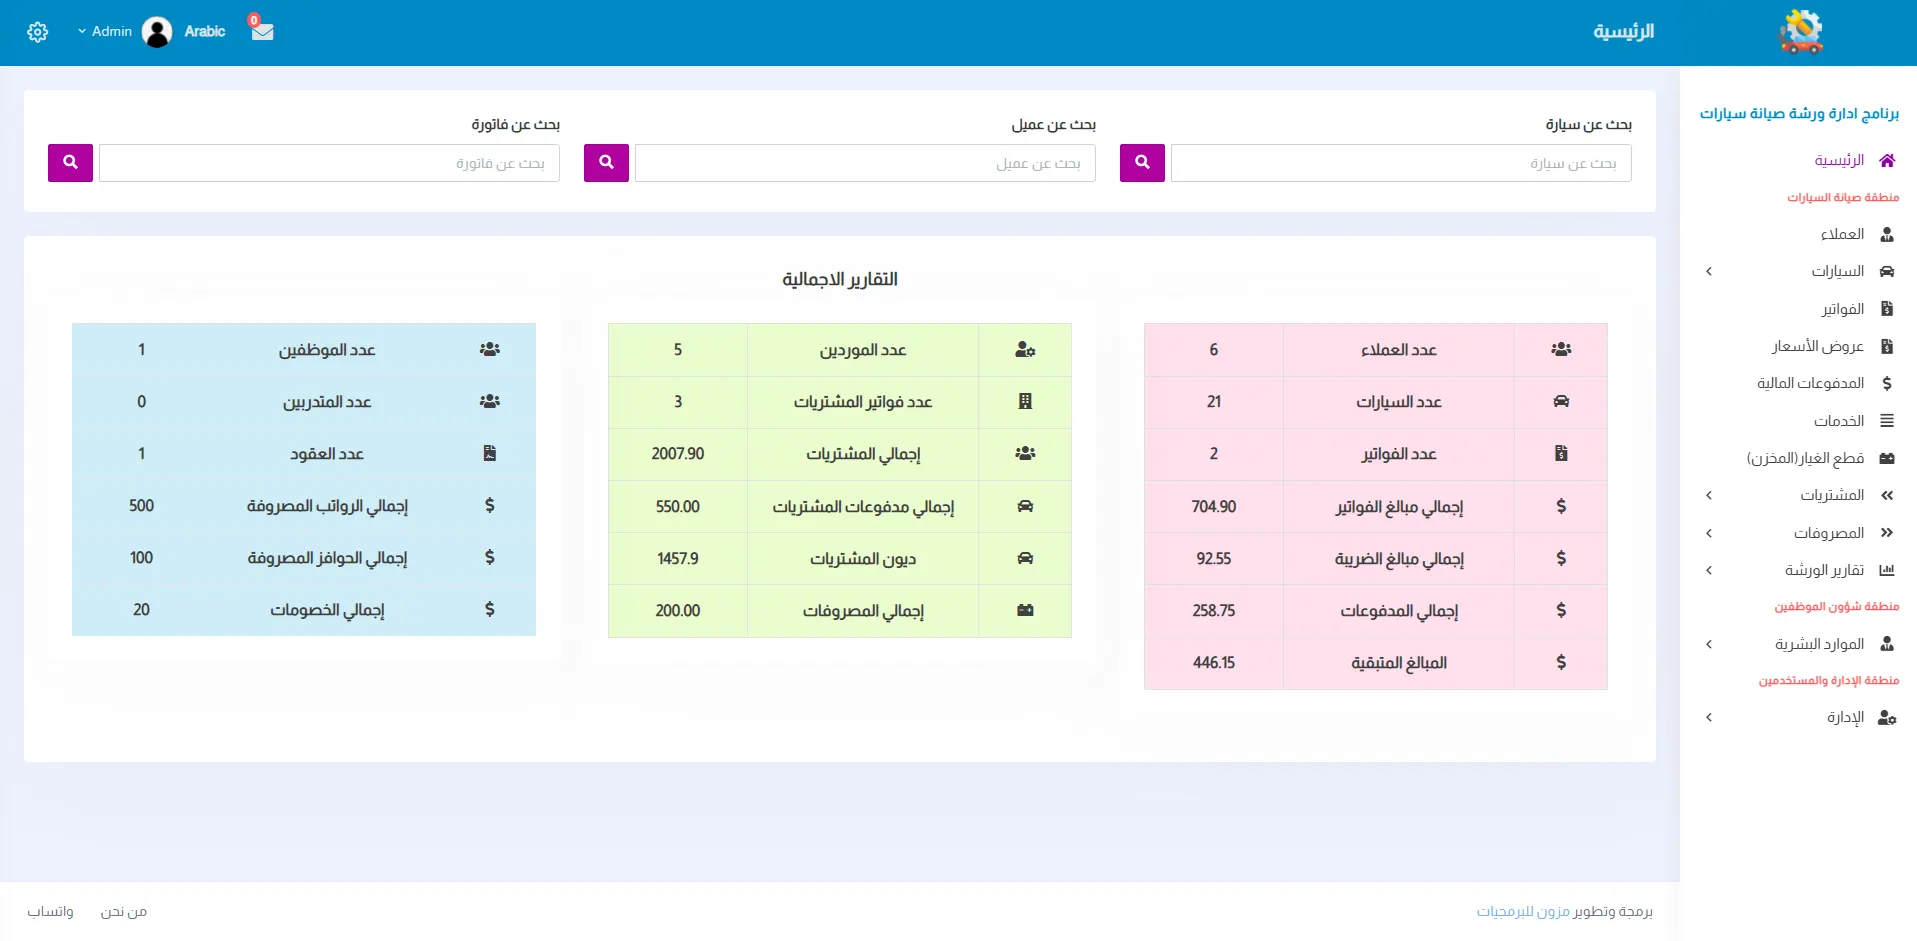 الرئيسية
0
Arabic
Admin
برنامج ادارة ورشة صيانة سيارات
الرئيسية
منطقة صيانة السيارات
العملاء
السيارات
الفواتير
عروض الأسعار
المدفوعات المالية
الخدمات
قطع الغيار(المخزن)
المشتريات
المصروفات
تقارير الورشة
منطقة شؤون الموظفين
الموارد البشرية
منطقة الإدارة والمستخدمين
الإدارة
بحث عن سيارة
بحث عن سيارة
بحث عن عميل
بحث عن عميل
بحث عن فاتورة
بحث عن فاتورة
التقارير الاجمالية
عدد العملاء 6
عدد السيارات 21
عدد الفواتير 2
إجمالي مبالغ الفواتير 704.90
إجمالي مبالغ الضريبة 92.55
إجمالي المدفوعات 258.75
المبالغ المتبقية 446.15
عدد الموردين 5
عدد فواتير المشتريات 3
إجمالي المشتريات 2007.90
إجمالي مدفوعات المشتريات 550.00
ديون المشتريات 1457.9
إجمالي المصروفات 200.00
عدد الموظفين 1
عدد المتدربين 0
عدد العقود 1
إجمالي الرواتب المصروفة 500
إجمالي الحوافز المصروفة 100
إجمالي الخصومات 20
برمجة وتطوير مزون للبرمجيات
من نحن
واتساب